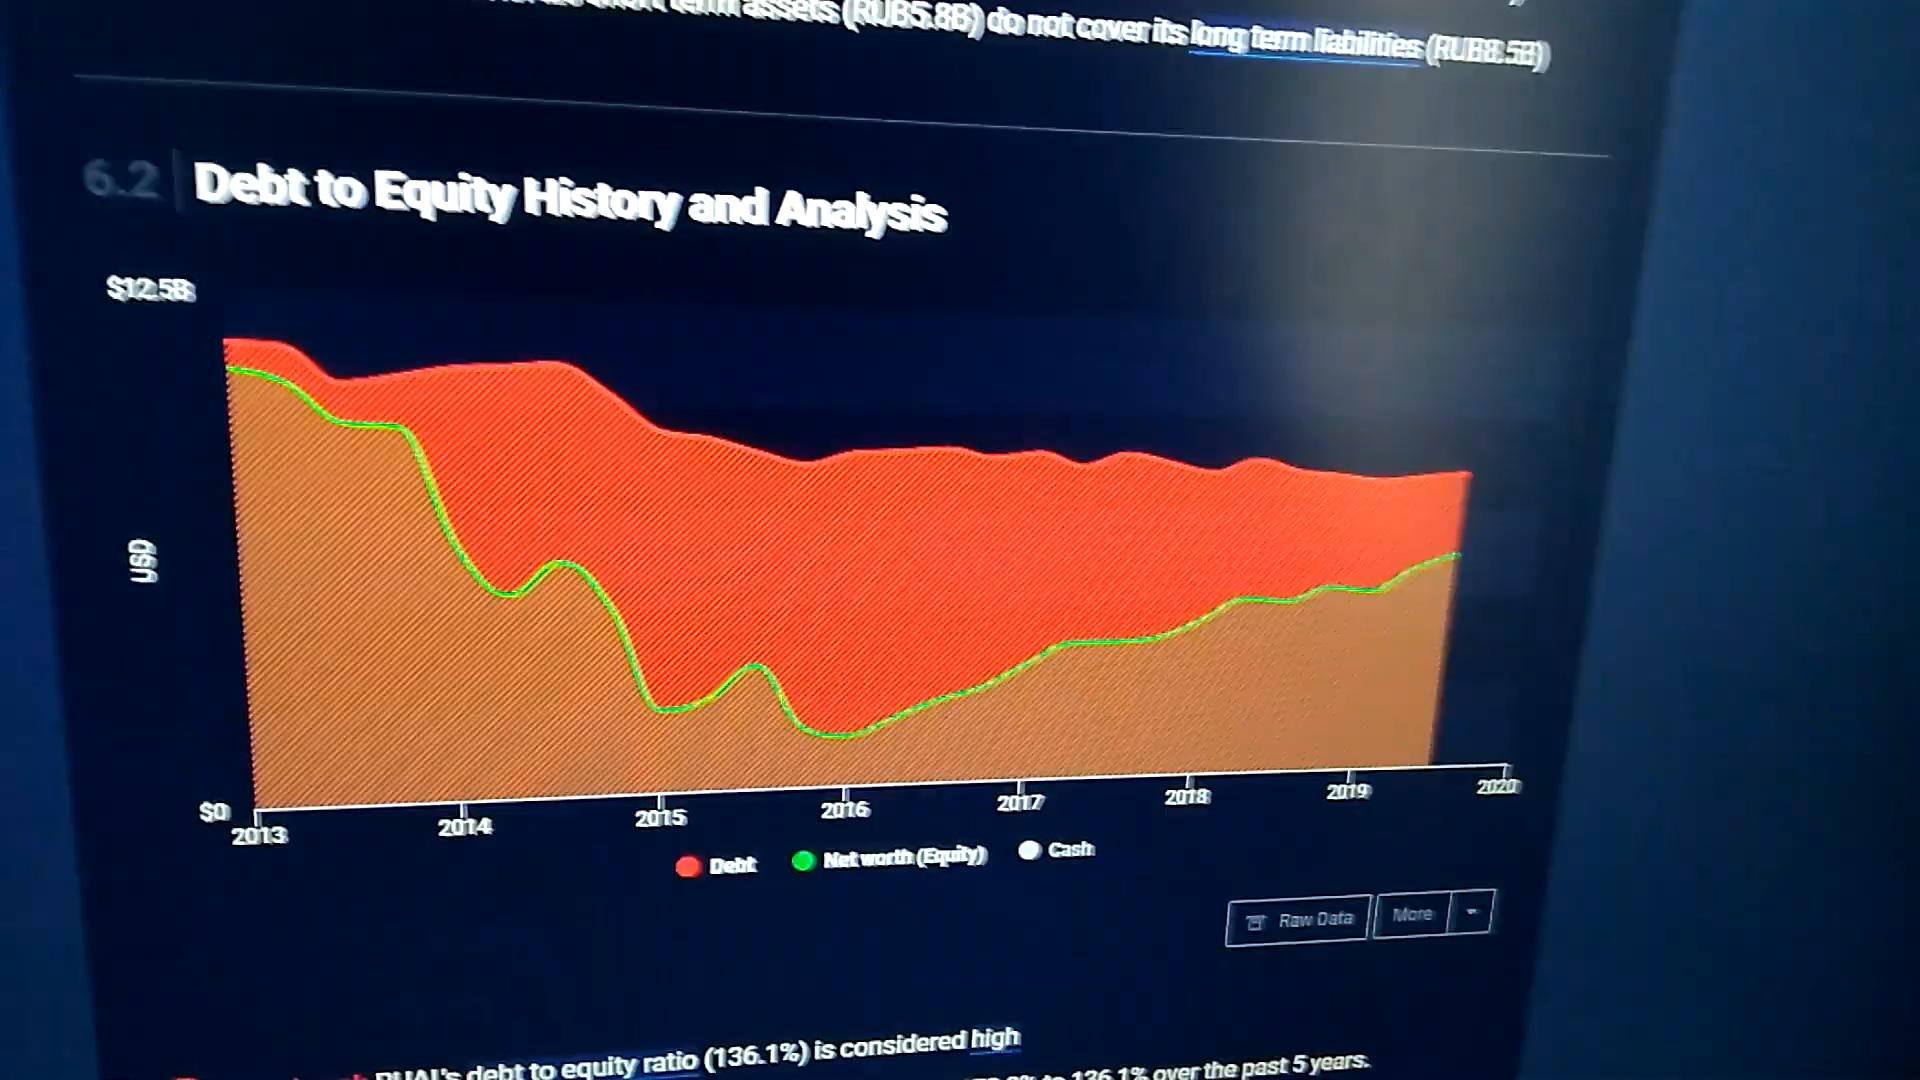 term assets (RUB5.8B) do not cover its long term liabilities (RUB8.5B)
6.2 Debt to Equity History and Analysis
$12.5B
USD
$0
2013 2014 2015 2016 2017 2018 2019 2020
Debt Net worth (Equity) Cash
Raw Data More
RUAL's debt to equity ratio (136.1%) is considered high
to 136.1% over the past 5 years.